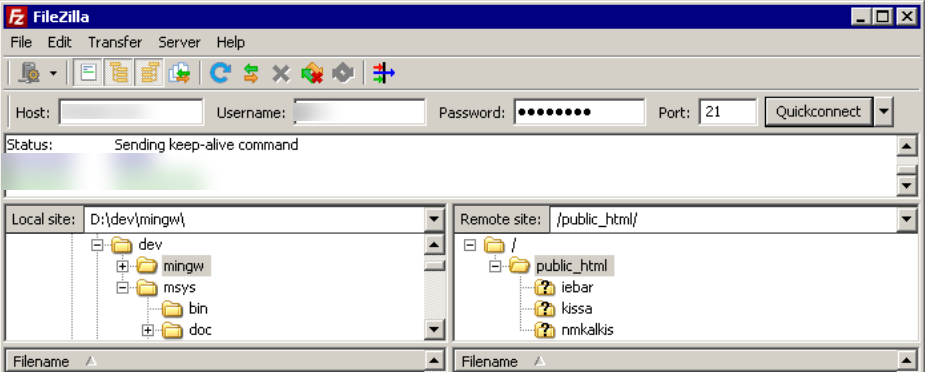 Fz FileZilla
File Edit Transfer Server Help
Host: Username: Password: ●●●●●●●● Port: 21 Quickconnect
Status: Sending keep-alive command
Local site: D:\dev\mingw\ Remote site: /public_html/
dev /
mingw public_html
msys iebar
bin kissa
doc nmkalkis
Filename Filename